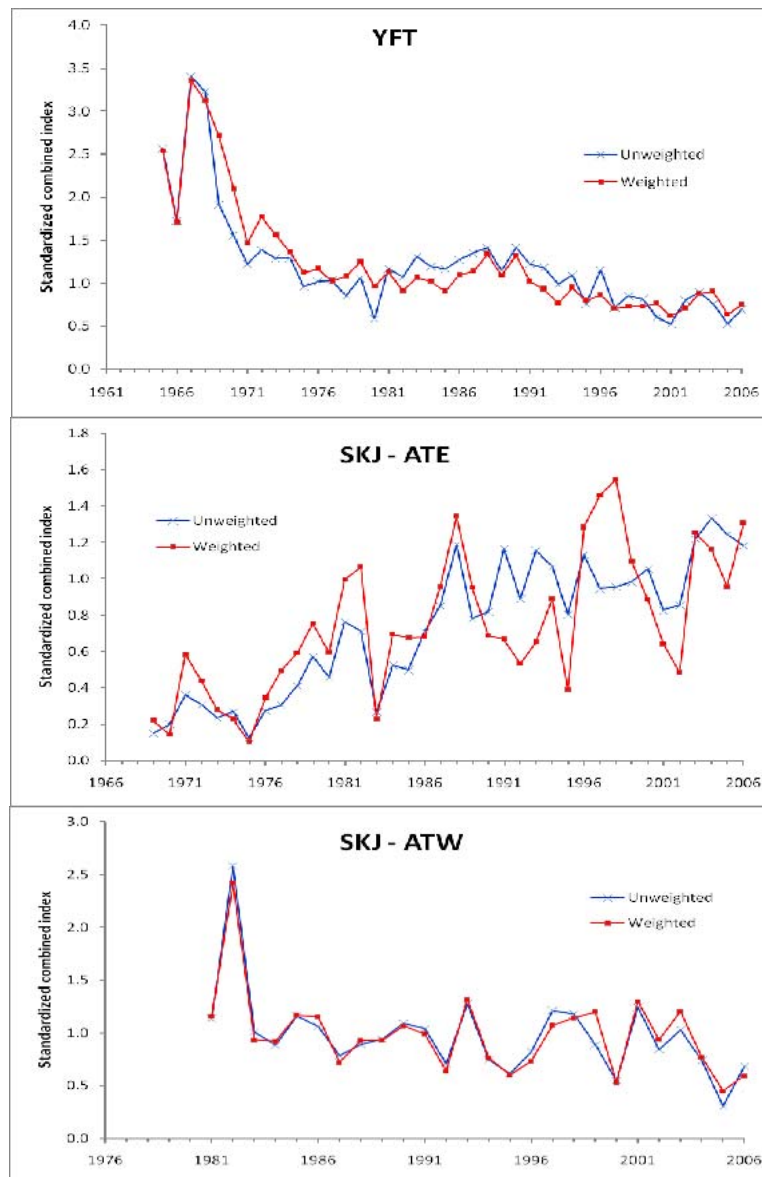 YFT
Standardized combined index
4.0
3.5
3.0
2.5
2.0
1.5
1.0
0.5
0.0
Unweighted
Weighted
1961 1966 1971 1976 1981 1986 1991 1996 2001 2006
SKJ - ATE
Standardized combined index
1.8
1.6
1.4
1.2
1.0
0.8
0.6
0.4
0.2
0.0
Unweighted
Weighted
1966 1971 1976 1981 1986 1991 1996 2001 2006
SKJ - ATW
Standardized combined index
3.0
2.5
2.0
1.5
1.0
0.5
0.0
Unweighted
Weighted
1976 1981 1986 1991 1996 2001 2006